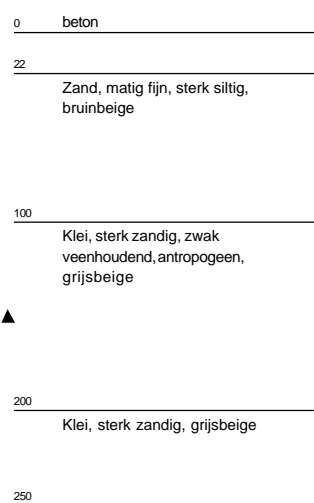 0 beton
22
Zand, matig fijn, sterk siltig,
bruinbeige
100
Klei, sterk zandig, zwak
veenhoudend, antropogeen,
grijsbeige
200
Klei, sterk zandig, grijsbeige
250